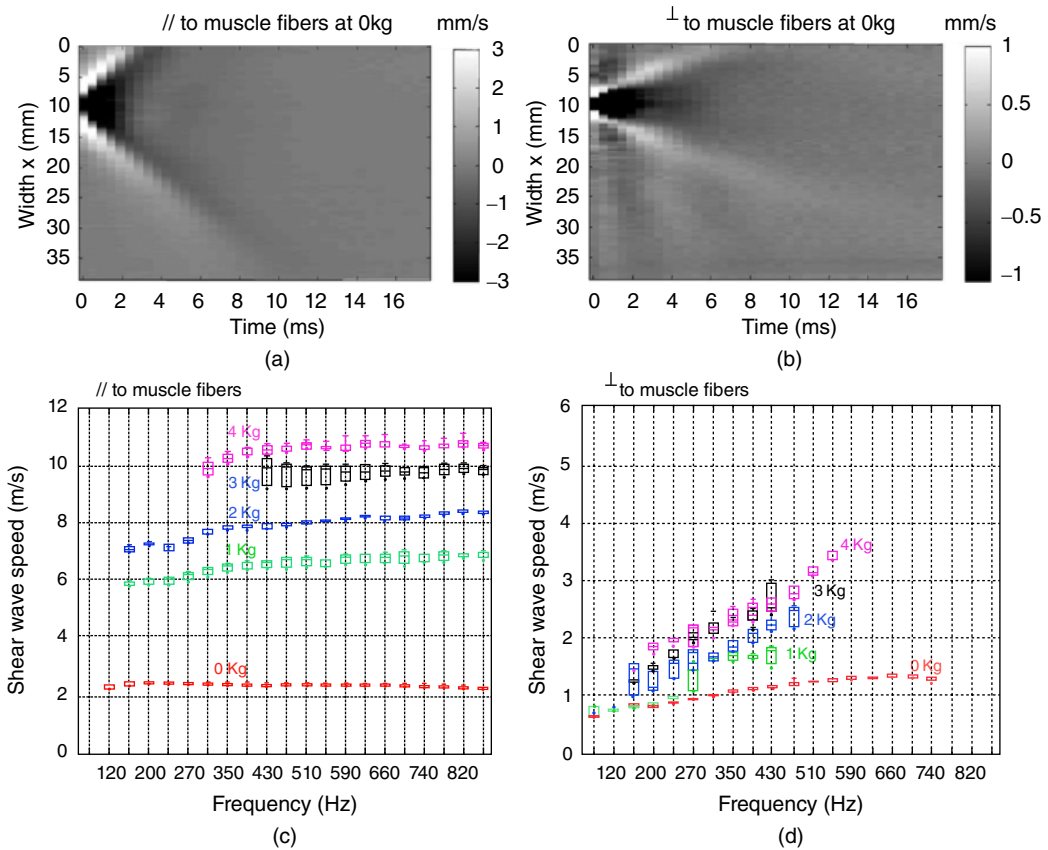 // to muscle fibers at 0kg mm/s
0
5
10
15
20
25
30
35
Width x (mm)
3
2
1
0
−1
−2
−3
0 2 4 6 8 10 12 14 16
Time (ms)
(a)
⊥ to muscle fibers at 0kg mm/s
0
5
10
15
20
25
30
35
Width x (mm)
1
0.5
0
−0.5
−1
0 2 4 6 8 10 12 14 16
Time (ms)
(b)
// to muscle fibers
12
10
8
6
4
2
0
Shear wave speed (m/s)
4 Kg
3 Kg
2 Kg
1 Kg
0 Kg
120 200 270 350 430 510 590 660 740 820
Frequency (Hz)
(c)
⊥ to muscle fibers
6
5
4
3
2
1
0
Shear wave speed (m/s)
4 Kg
3 Kg
2 Kg
1 Kg
0 Kg
120 200 270 350 430 510 590 660 740 820
Frequency (Hz)
(d)